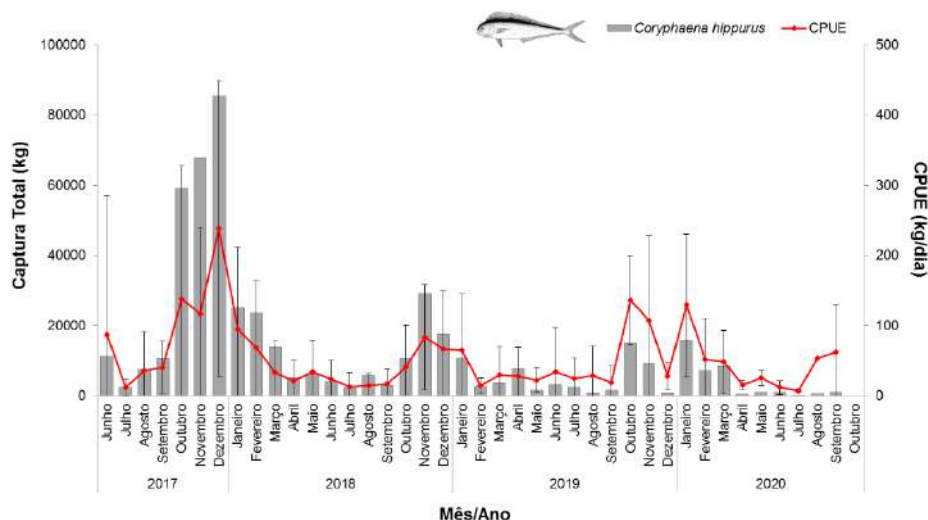 Coryphaena hippurus CPUE
100000 500
80000 400
60000 300
40000 200
20000 100
0 0
Captura Total (kg)
CPUE (kg/dia)
Junho Julho Agosto Setembro Outubro Novembro Dezembro Janeiro Fevereiro Março Abril Maio Junho Julho Agosto Setembro Outubro Novembro Dezembro Janeiro Fevereiro Março Abril Maio Junho Julho Agosto Setembro Outubro Novembro Dezembro Janeiro Fevereiro Março Abril Maio Junho Julho Agosto Setembro Outubro
2017 2018 2019 2020
Mês/Ano